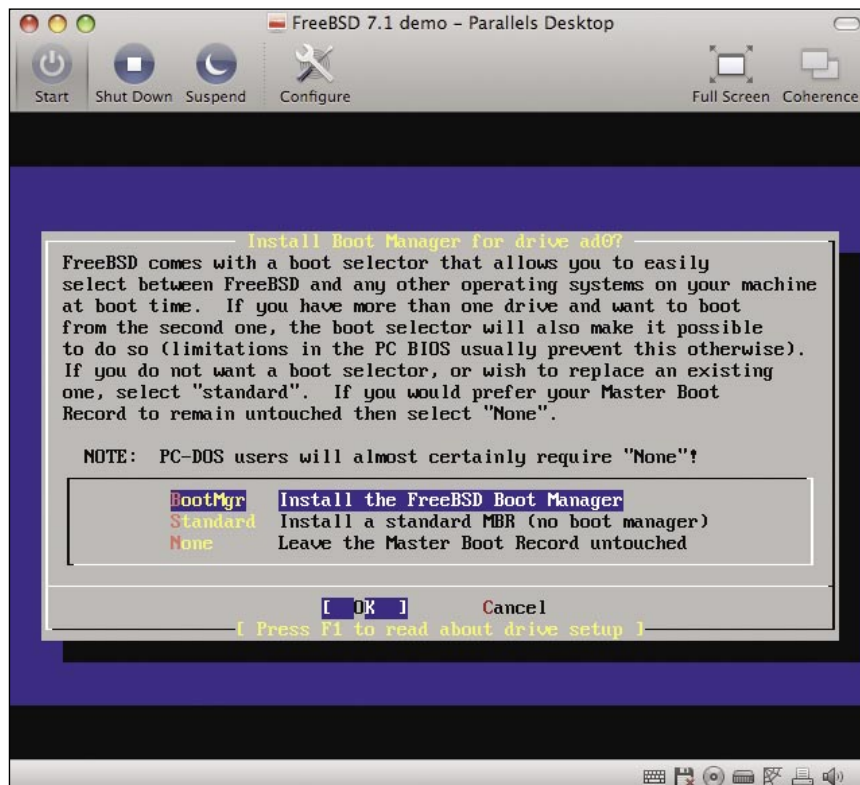 FreeBSD 7.1 demo – Parallels Desktop
Start Shut Down Suspend Configure Full Screen Coherence
Install Boot Manager for drive ad0?
FreeBSD comes with a boot selector that allows you to easily
select between FreeBSD and any other operating systems on your machine
at boot time.  If you have more than one drive and want to boot
from the second one, the boot selector will also make it possible
to do so (limitations in the PC BIOS usually prevent this otherwise).
If you do not want a boot selector, or wish to replace an existing
one, select "standard".  If you would prefer your Master Boot
Record to remain untouched then select "None".
NOTE:  PC-DOS users will almost certainly require "None"!
BootMgr Install the FreeBSD Boot Manager
Standard Install a standard MBR (no boot manager)
None Leave the Master Boot Record untouched
[ OK ] Cancel
[ Press F1 to read about drive setup ]